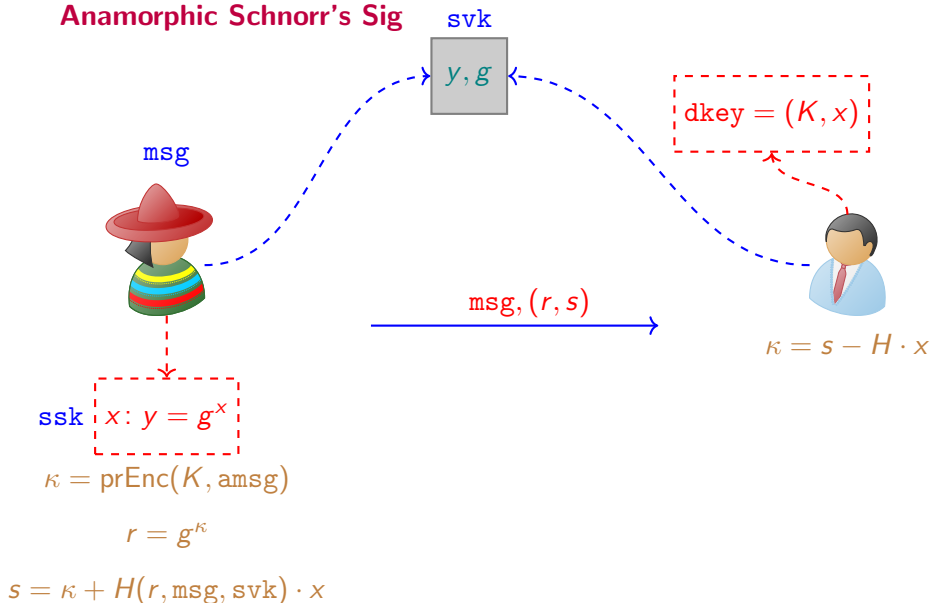 Anamorphic Schnorr's Sig
svk
y, g
dkey = (K, x)
msg
msg, (r, s)
κ = s − H · x
ssk
x: y = g^x
κ = prEnc(K, amsg)
r = g^κ
s = κ + H(r, msg, svk) · x